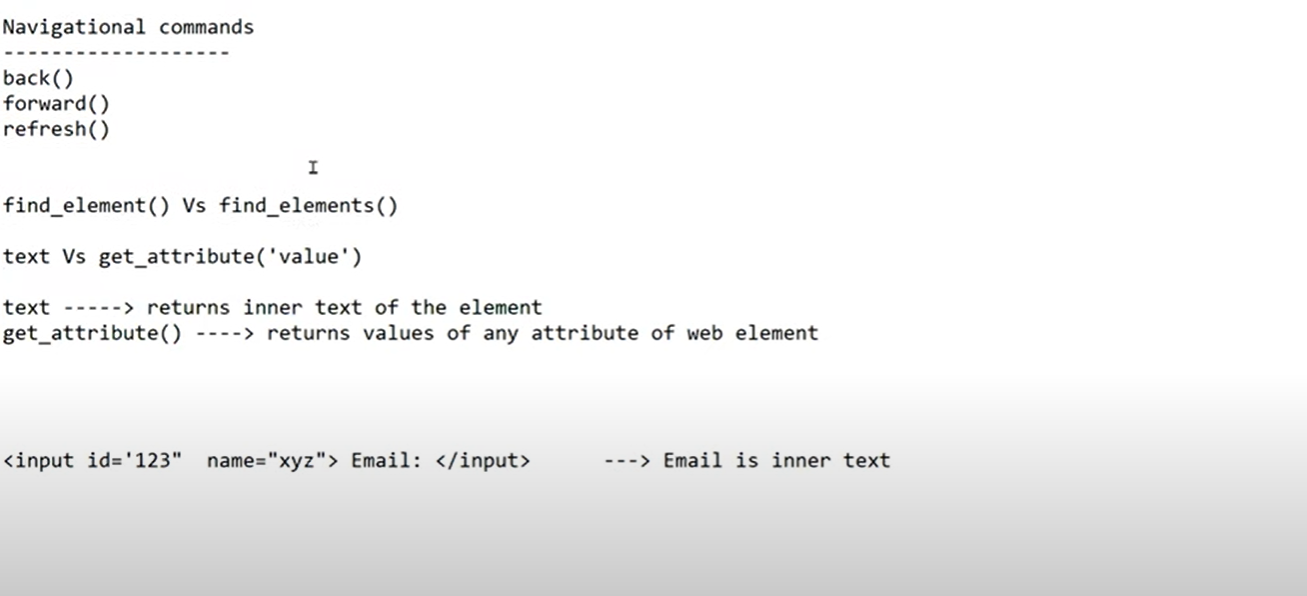 Navigational commands
-------------------
back()
forward()
refresh()
find_element() Vs find_elements()
text Vs get_attribute('value')
text -----> returns inner text of the element
get_attribute() ----> returns values of any attribute of web element
<input id='123"  name="xyz"> Email: </input>      ---> Email is inner text